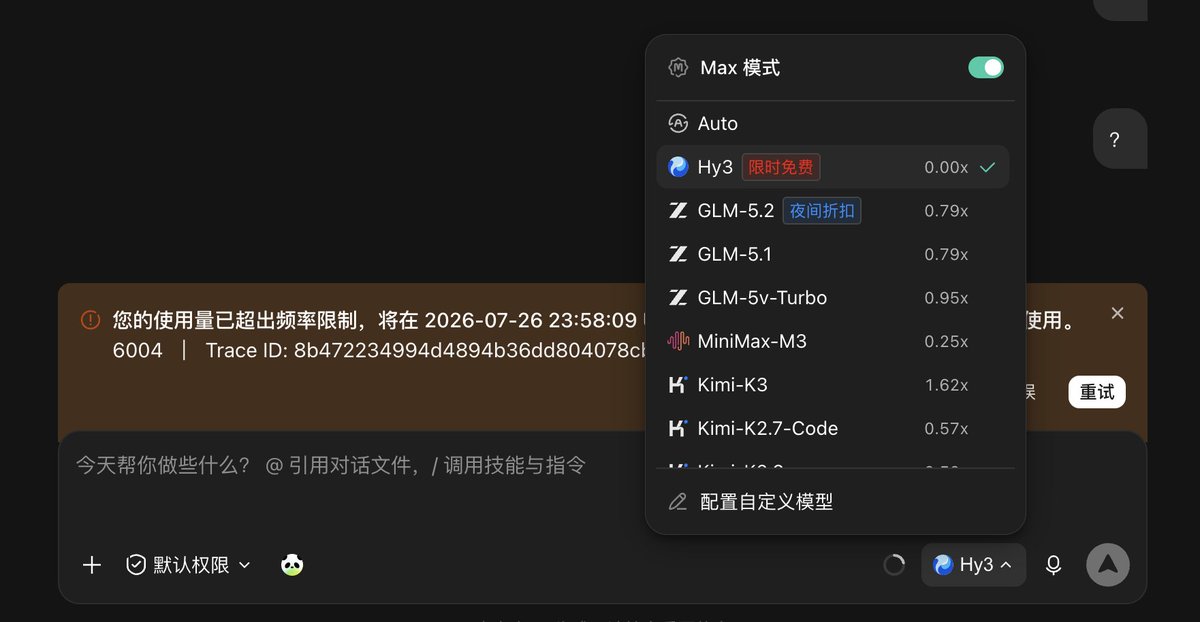 Max 模式
Auto
?
Hy3 限时免费 0.00x
GLM-5.2 夜间折扣 0.79x
GLM-5.1 0.79x
GLM-5v-Turbo 0.95x
MiniMax-M3 0.25x
Kimi-K3 1.62x
Kimi-K2.7-Code 0.57x
配置自定义模型
您的使用量已超出频率限制，将在 2026-07-26 23:58:09
使用。
6004 | Trace ID: 8b472234994d4894b36dd804078c
重试
今天帮你做些什么？ @ 引用对话文件，/ 调用技能与指令
默认权限
Hy3